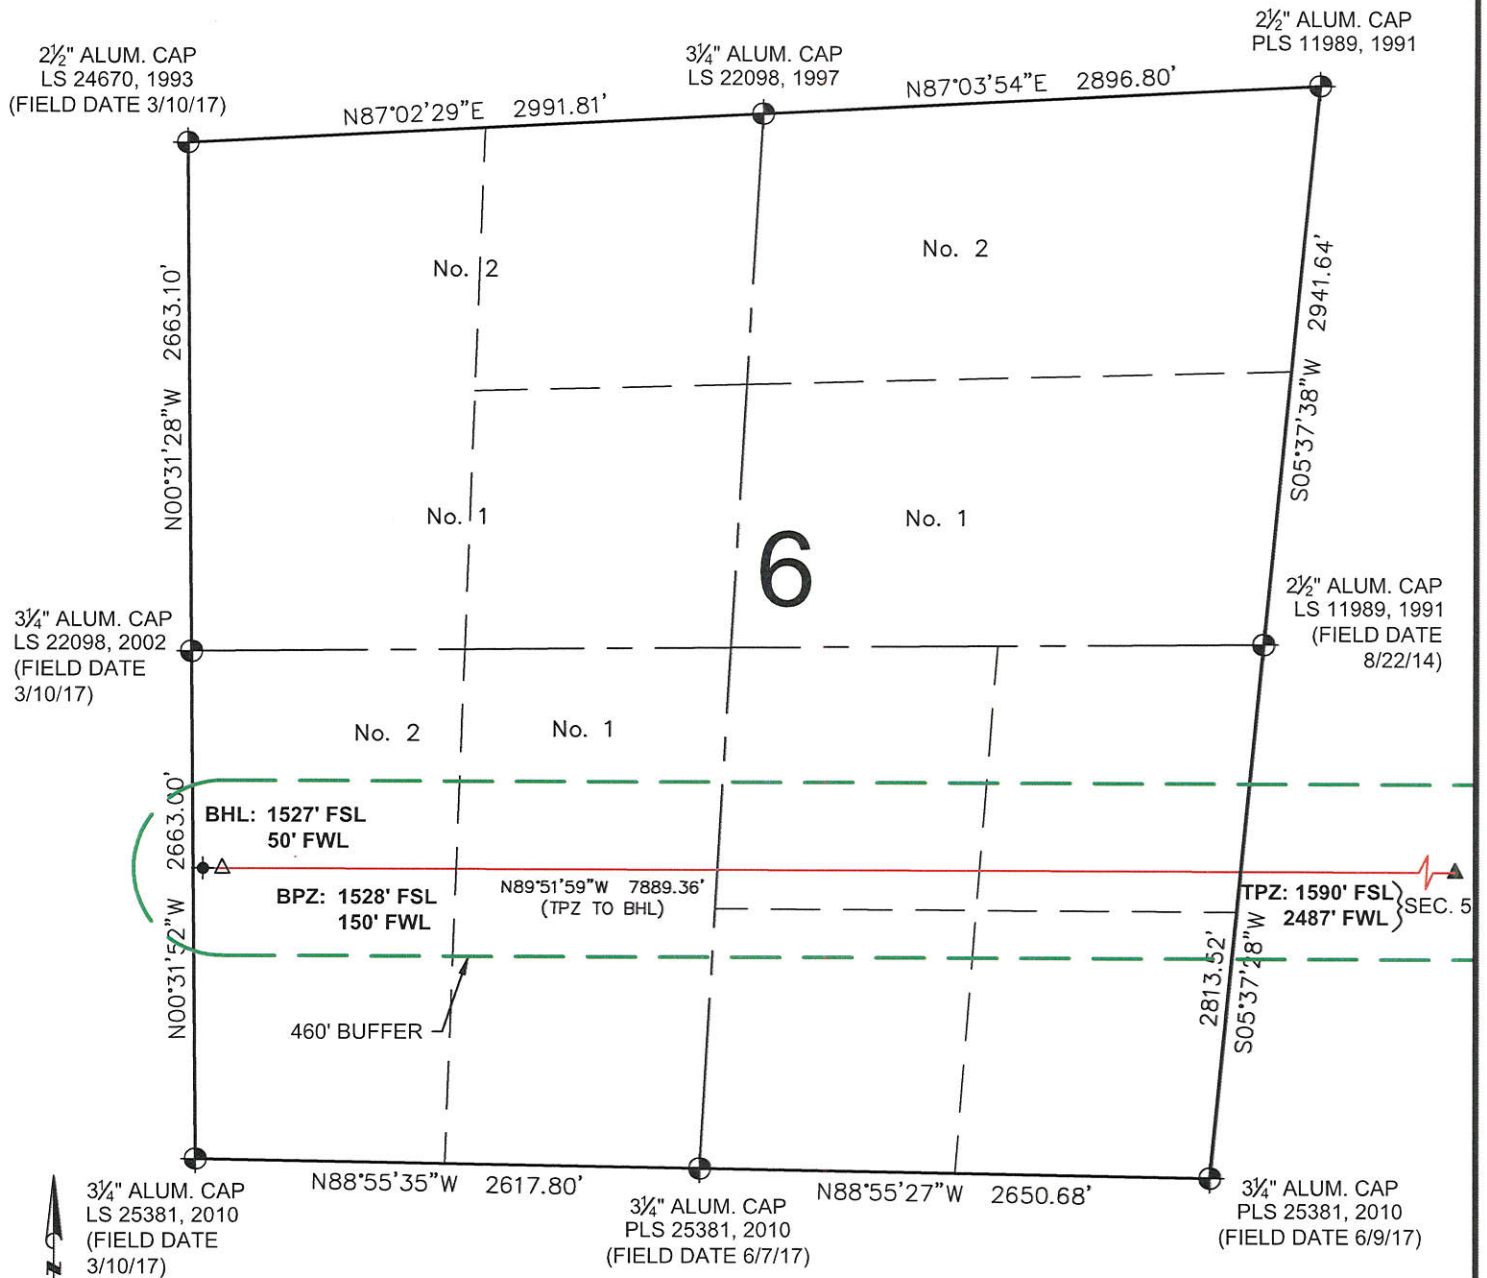 2½" ALUM. CAP
PLS 11989, 1991
2½" ALUM. CAP
LS 24670, 1993
(FIELD DATE 3/10/17)
3¼" ALUM. CAP
LS 22098, 1997
N87°02'29"E 2991.81'
N87°03'54"E 2896.80'
No. 2
No. 2
N00°31'28"W 2663.10'
S05°37'38"W 2941.64'
No. 1
No. 1
6
3¼" ALUM. CAP
LS 22098, 2002
(FIELD DATE
3/10/17)
2½" ALUM. CAP
LS 11989, 1991
(FIELD DATE
8/22/14)
No. 2
No. 1
N00°31'52"W 2663.00'
BHL: 1527' FSL
50' FWL
BPZ: 1528' FSL
150' FWL
N89°51'59"W 7889.36'
(TPZ TO BHL)
TPZ: 1590' FSL
2487' FWL
SEC. 5
2813.52'
S05°37'28"W
460' BUFFER
N88°55'35"W 2617.80'
N88°55'27"W 2650.68'
3¼" ALUM. CAP
LS 25381, 2010
(FIELD DATE
3/10/17)
3¼" ALUM. CAP
PLS 25381, 2010
(FIELD DATE 6/7/17)
3¼" ALUM. CAP
PLS 25381, 2010
(FIELD DATE 6/9/17)
N